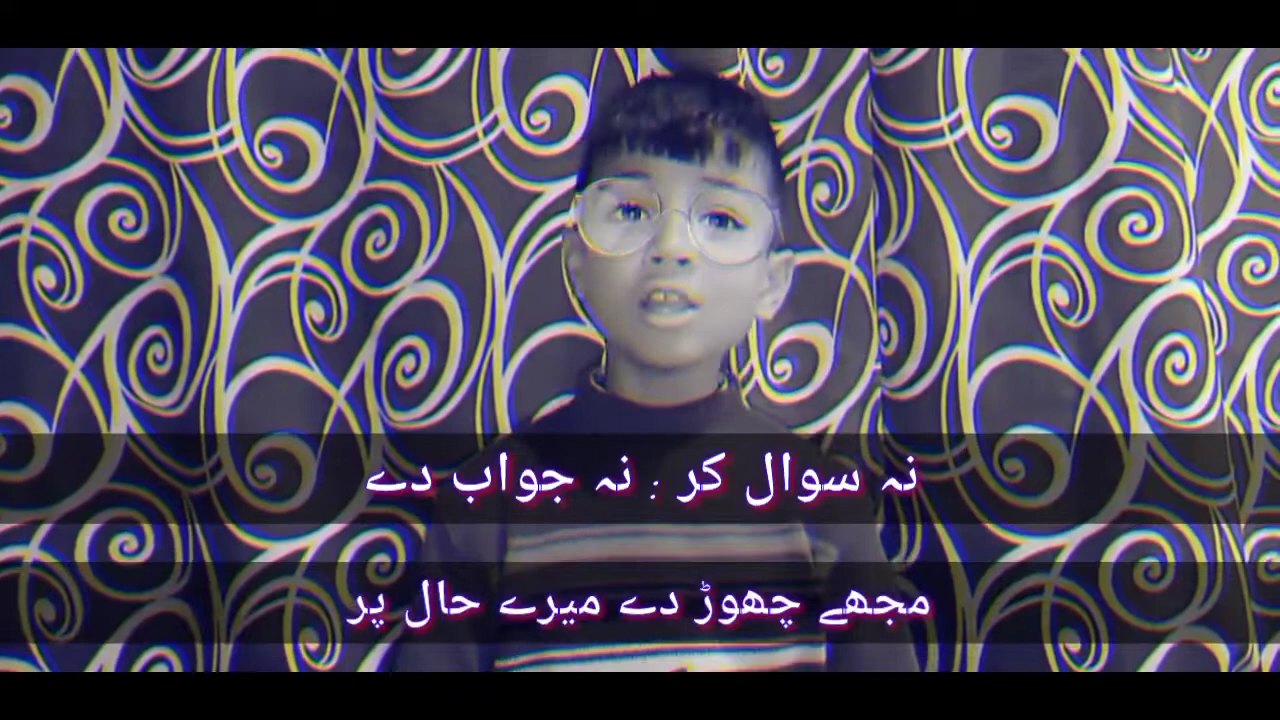 نہ سوال کر : نہ جواب دے
مجھے چھوڑ دے میرے حال پر